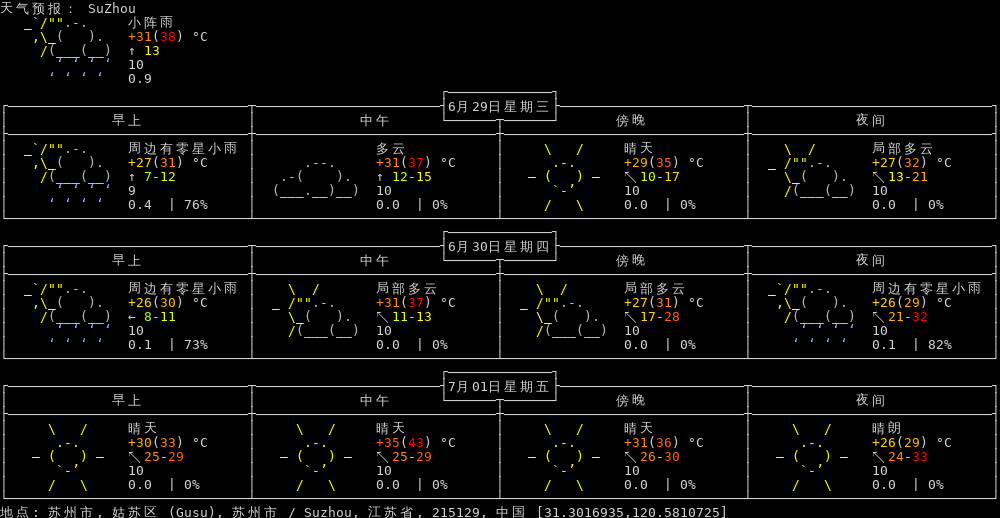 天气预报: SuZhou
小阵雨
+31(38) °C
↑ 13
10
0.9
6月29日星期三
早上 中午 傍晚 夜间
周边有零星小雨 多云 晴天 局部多云
+27(31) °C +31(37) °C +29(35) °C +27(32) °C
↑ 7-12 ↑ 12-15 ↖ 10-17 ↖ 13-21
9 10 10 10
0.4 | 76% 0.0 | 0% 0.0 | 0% 0.0 | 0%
6月30日星期四
早上 中午 傍晚 夜间
周边有零星小雨 局部多云 局部多云 周边有零星小雨
+26(30) °C +31(37) °C +27(31) °C +26(29) °C
← 8-11 ↖ 11-13 ↖ 17-28 ↖ 21-32
10 10 10 10
0.1 | 73% 0.0 | 0% 0.0 | 0% 0.1 | 82%
7月01日星期五
早上 中午 傍晚 夜间
晴天 晴天 晴天 晴朗
+30(33) °C +35(43) °C +31(36) °C +26(29) °C
↖ 25-29 ↖ 25-29 ↖ 26-30 ↖ 24-33
10 10 10 10
0.0 | 0% 0.0 | 0% 0.0 | 0% 0.0 | 0%
地点: 苏州市, 姑苏区 (Gusu), 苏州市 / Suzhou, 江苏省, 215129, 中国 [31.3016935,120.5810725]